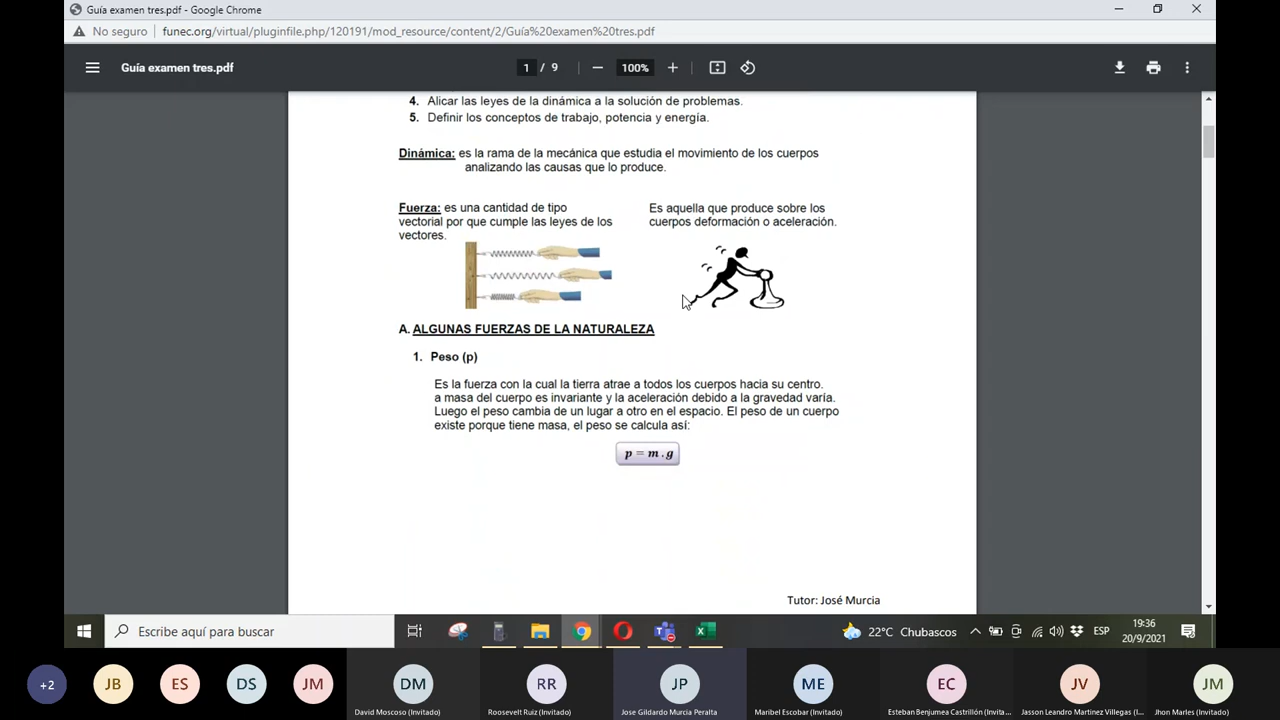 Guía examen tres.pdf - Google Chrome
No seguro
funec.org/virtual/pluginfile.php/120191/mod_resource/content/2/Guía%20examen%20tres.pdf
Guía examen tres.pdf
1 / 9
100%
4. Alicar las leyes de la dinámica a la solución de problemas.
5. Definir los conceptos de trabajo, potencia y energía.
Dinámica: es la rama de la mecánica que estudia el movimiento de los cuerpos
analizando las causas que lo produce.
Fuerza: es una cantidad de tipo
vectorial por que cumple las leyes de los
vectores.
Es aquella que produce sobre los
cuerpos deformación o aceleración.
A. ALGUNAS FUERZAS DE LA NATURALEZA
1. Peso (p)
Es la fuerza con la cual la tierra atrae a todos los cuerpos hacia su centro.
a masa del cuerpo es invariante y la aceleración debido a la gravedad varía.
Luego el peso cambia de un lugar a otro en el espacio. El peso de un cuerpo
existe porque tiene masa, el peso se calcula así:
p = m . g
Tutor: José Murcia
Escribe aquí para buscar
22°C Chubascos
ESP
19:36
20/9/2021
+2
JB
ES
DS
JM
DM
RR
JP
ME
EC
JV
JM
David Moscoso (Invitado)
Roosevelt Ruiz (Invitado)
Jose Gildardo Murcia Peralta
Maribel Escobar (Invitado)
Esteban Benjumea Castrillón (Invita...
Jasson Leandro Martinez Villegas (I...
Jhon Marles (Invitado)